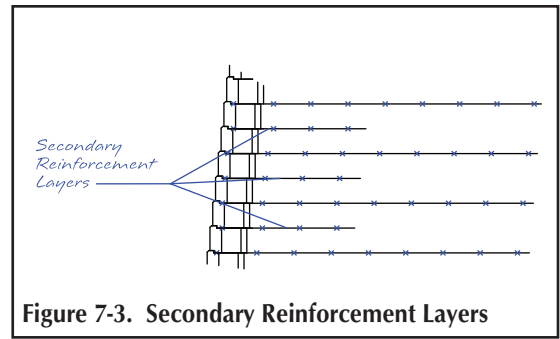 Secondary
Reinforcement
Layers
Figure 7-3. Secondary Reinforcement Layers